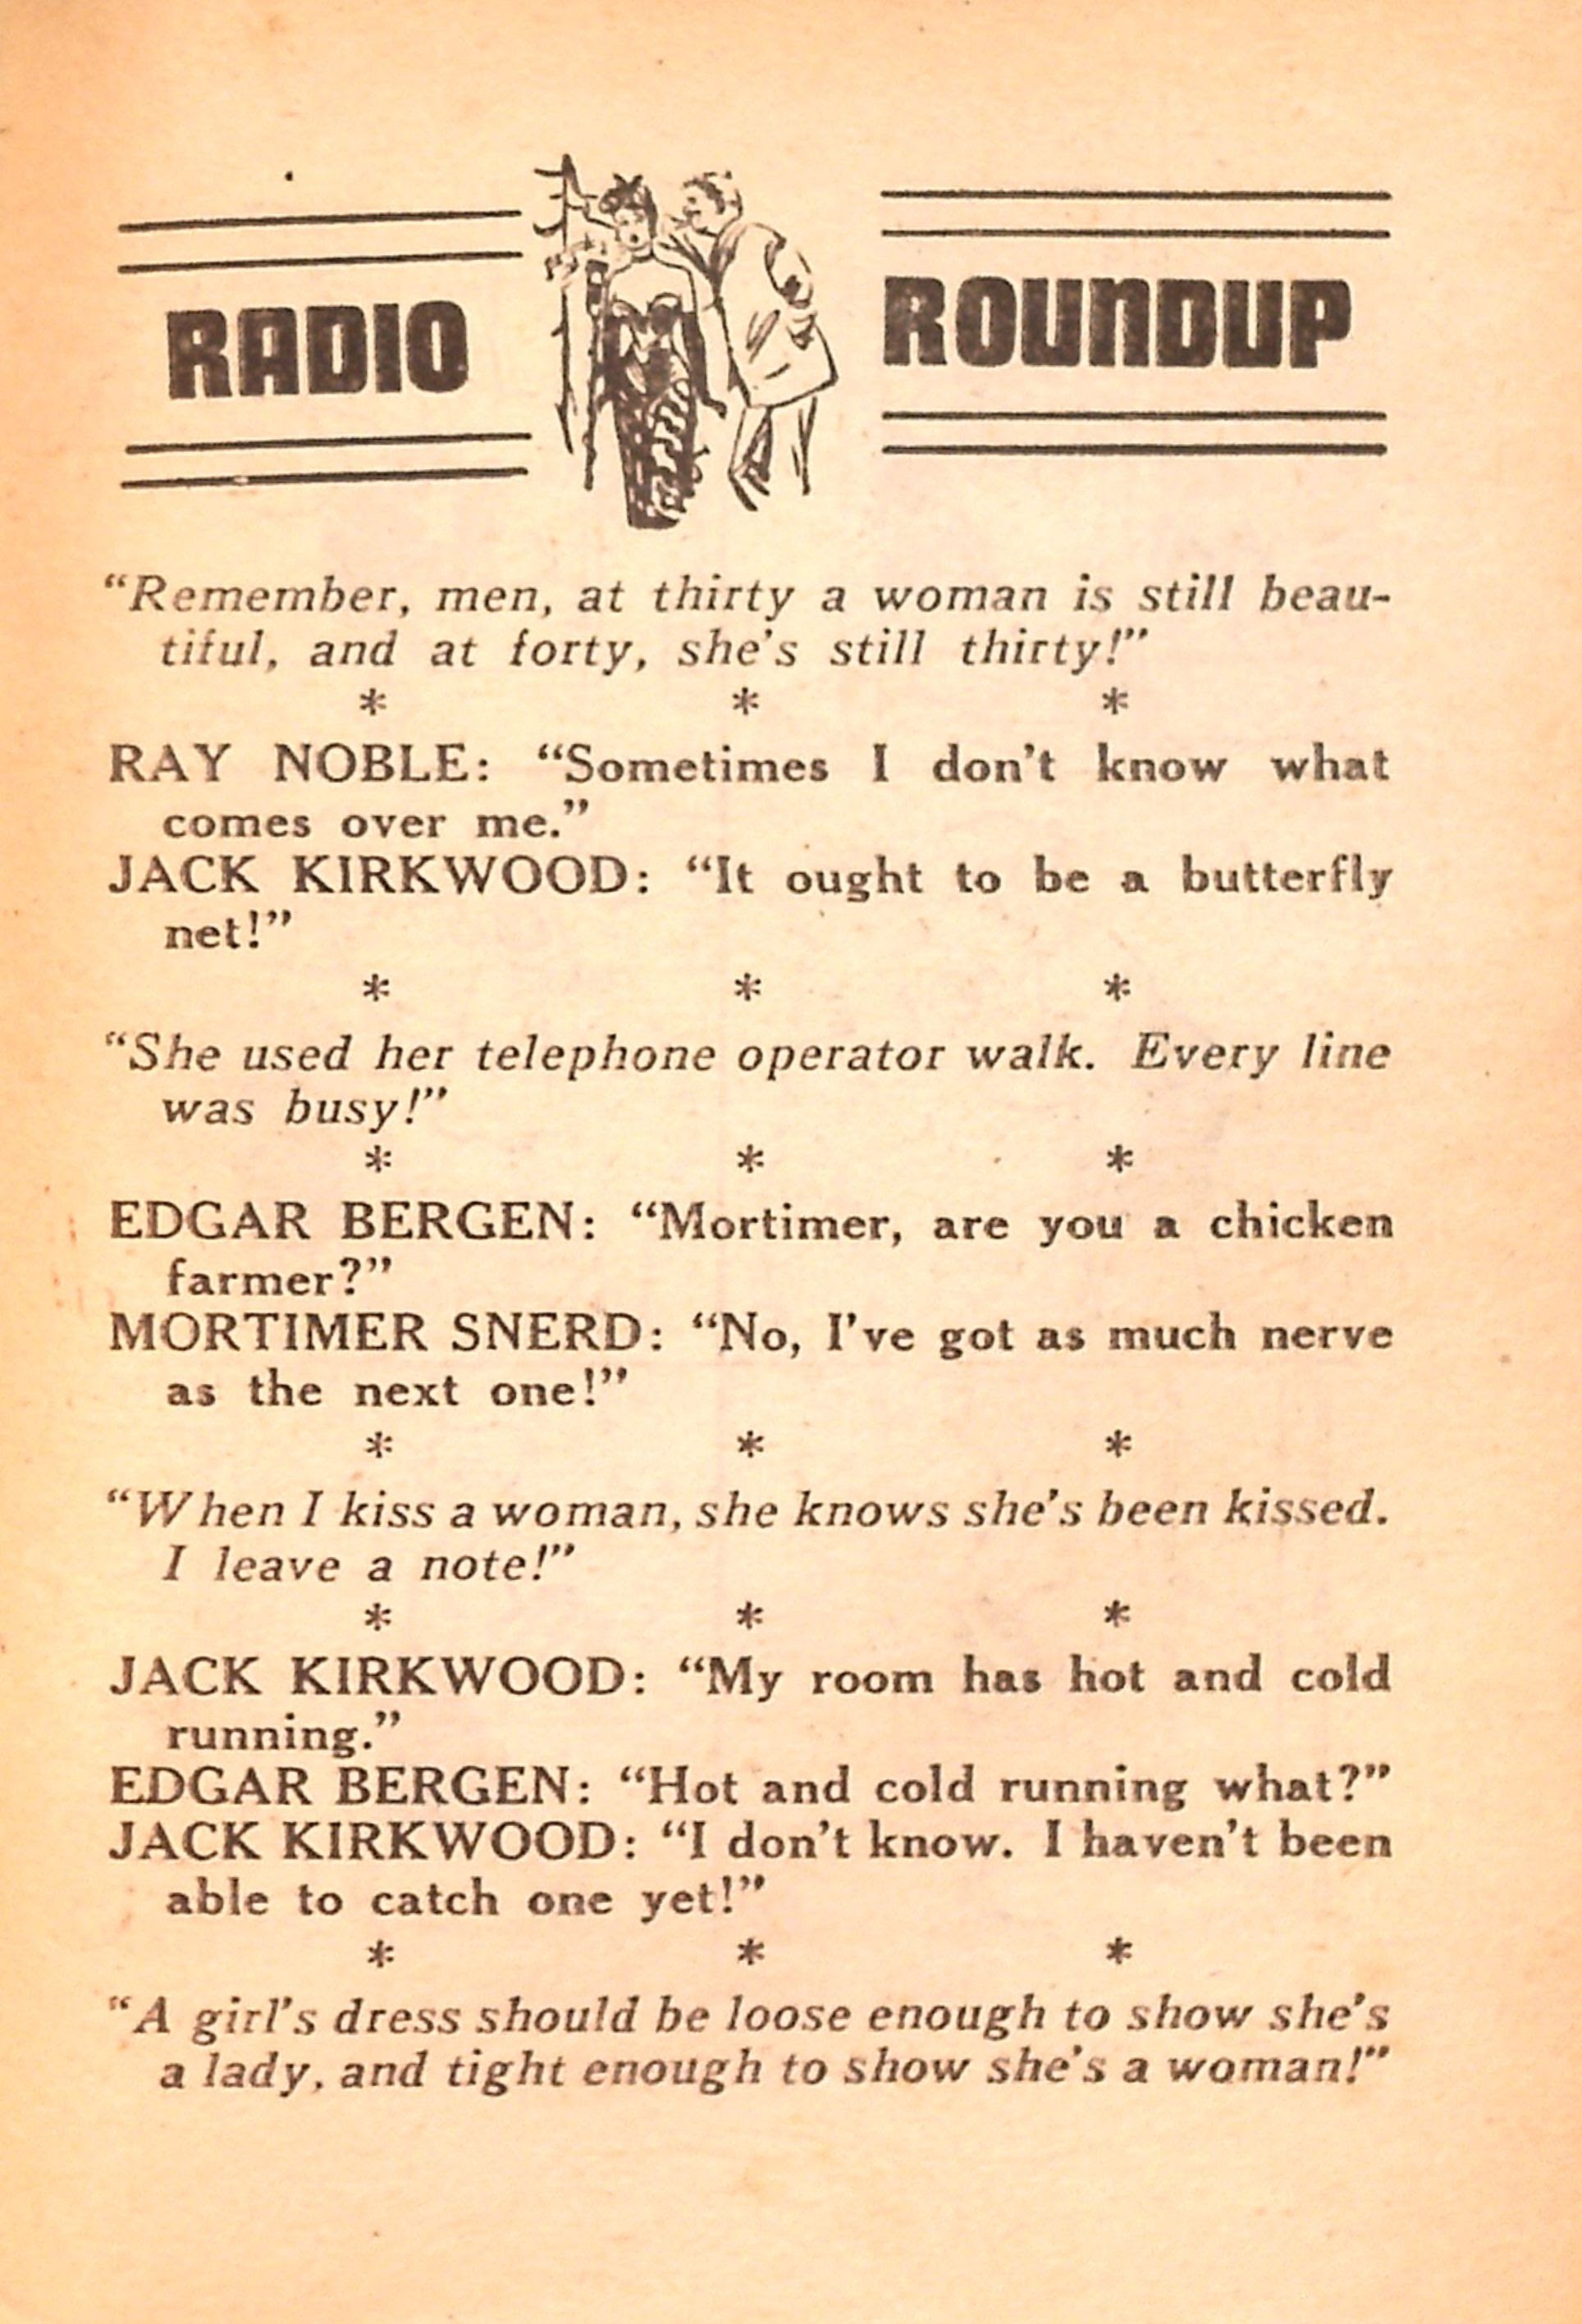 RADIO ROUNDUP
“Remember, men, at thirty a woman is still beau-
tiful, and at forty, she's still thirty!”
* * *
RAY NOBLE: “Sometimes I don't know what
comes over me.”
JACK KIRKWOOD: “It ought to be a butterfly
net!”
* * *
“She used her telephone operator walk. Every line
was busy!”
* * *
EDGAR BERGEN: “Mortimer, are you a chicken
farmer?”
MORTIMER SNERD: “No, I've got as much nerve
as the next one!”
* * *
“When I kiss a woman, she knows she's been kissed.
I leave a note!”
* * *
JACK KIRKWOOD: “My room has hot and cold
running.”
EDGAR BERGEN: “Hot and cold running what?”
JACK KIRKWOOD: “I don't know. I haven't been
able to catch one yet!”
* * *
“A girl's dress should be loose enough to show she's
a lady, and tight enough to show she's a woman!”